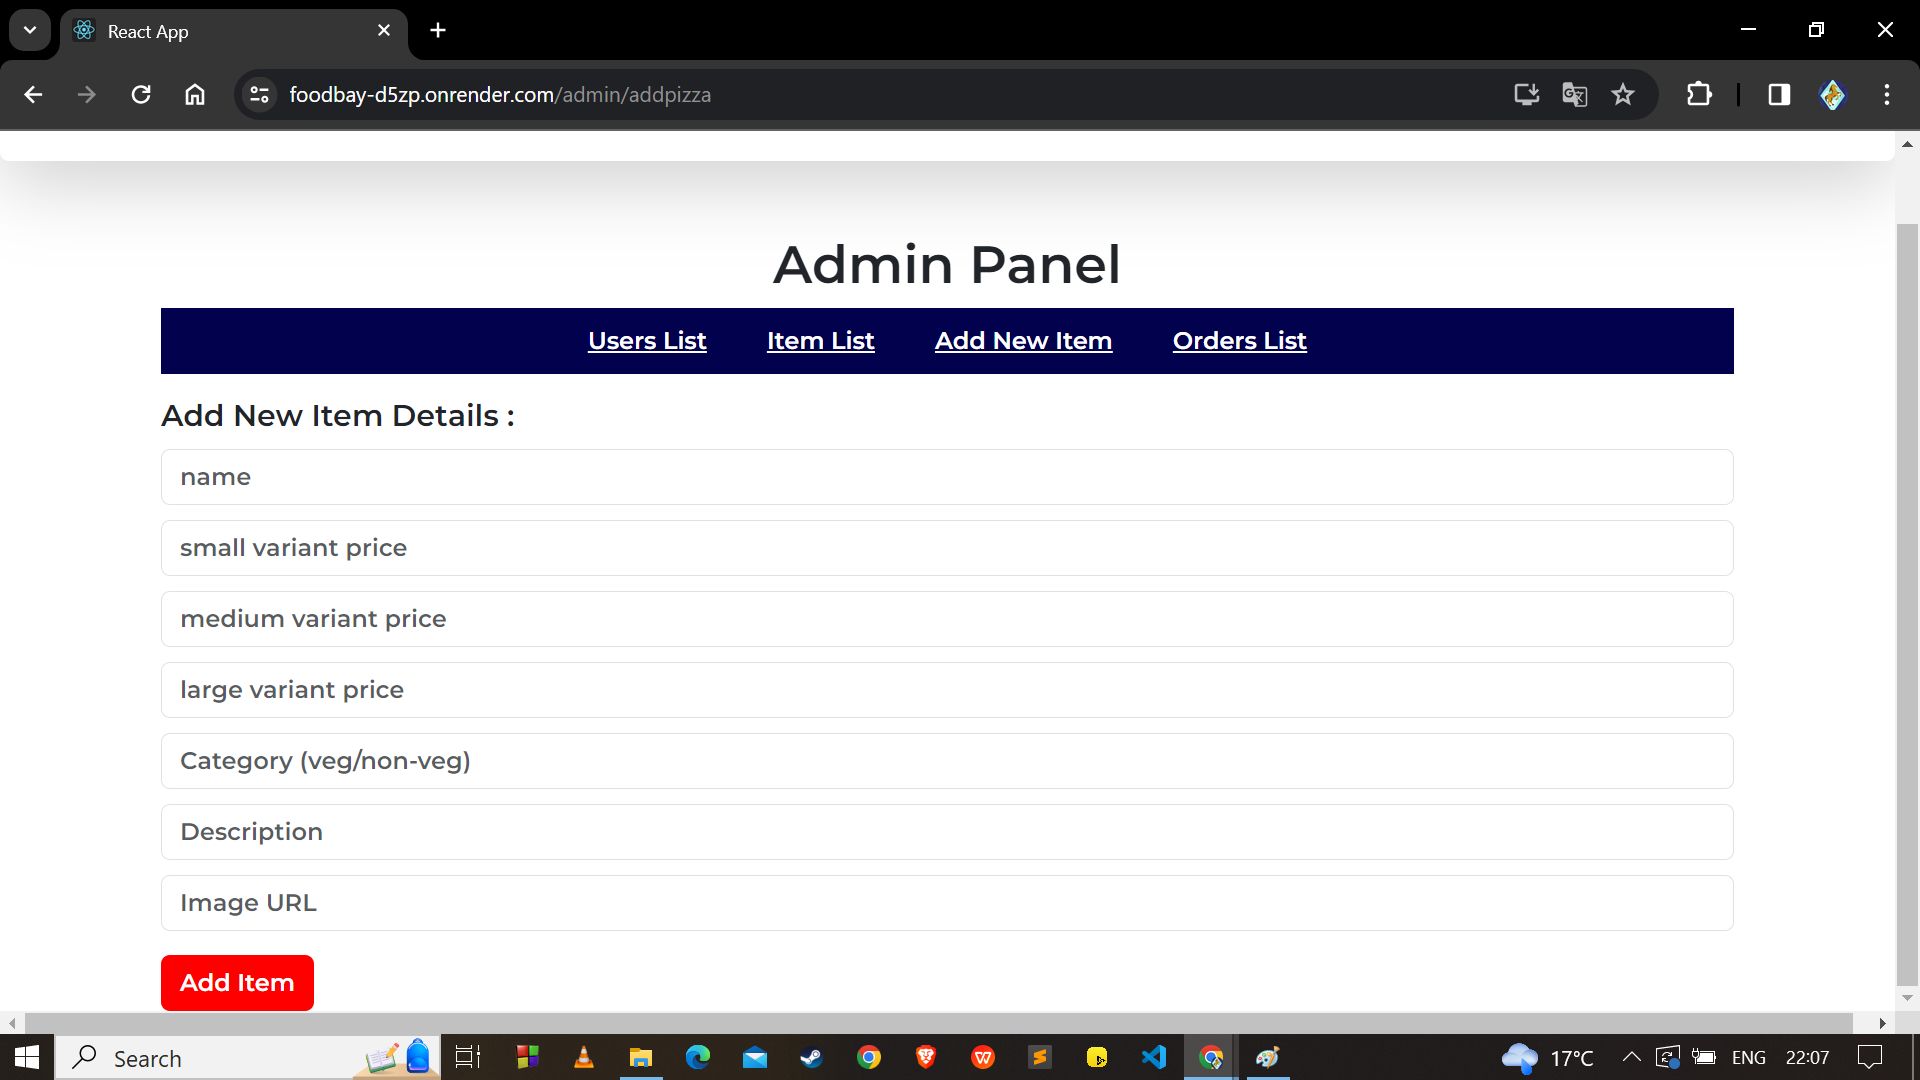 React App
foodbay-d5zp.onrender.com/admin/addpizza
Admin Panel
Users List Item List Add New Item Orders List
Add New Item Details :
name
small variant price
medium variant price
large variant price
Category (veg/non-veg)
Description
Image URL
Add Item
Search 17°C ENG 22:07